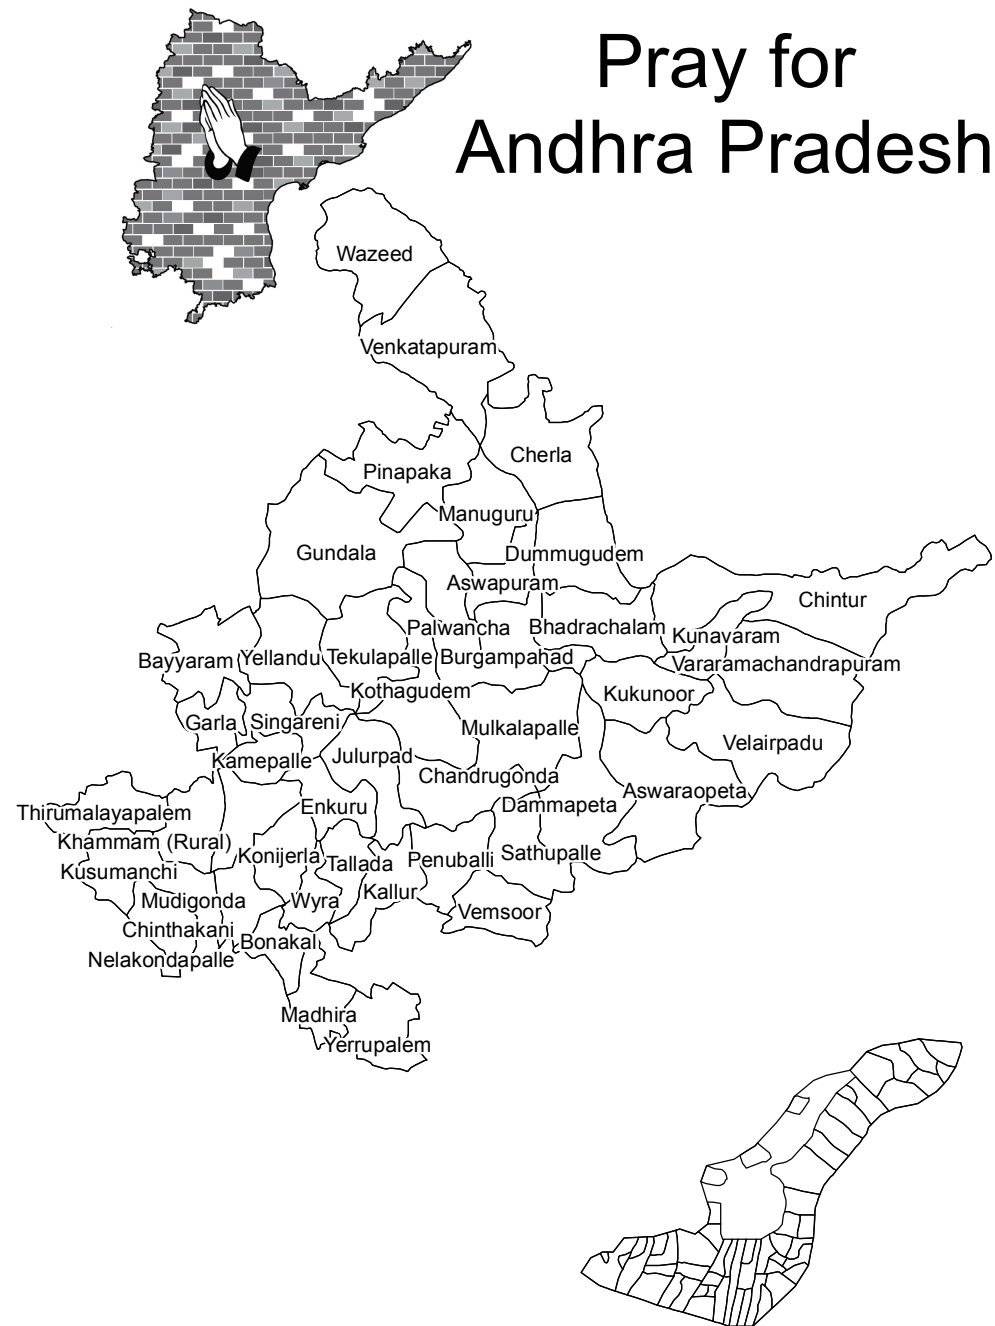 Pray for
Andhra Pradesh
Wazeed
Venkatapuram
Cherla
Pinapaka
Manuguru
Gundala
Dummugudem
Aswapuram
Chintur
Palwancha
Bhadrachalam
Kunavaram
Bayyaram
Yellandu
Tekulapalle
Burgampahad
Vararamachandrapuram
Kothagudem
Kukunoor
Garla
Singareni
Mulkalapalle
Velairpadu
Kamepalle
Julurpad
Chandrugonda
Aswaraopeta
Thirumalayapalem
Enkuru
Dammapeta
Khammam (Rural)
Konijerla
Tallada
Penuballi
Sathupalle
Kusumanchi
Mudigonda
Wyra
Kallur
Vemsoor
Chinthakani
Bonakal
Nelakondapalle
Madhira
Yerrupalem